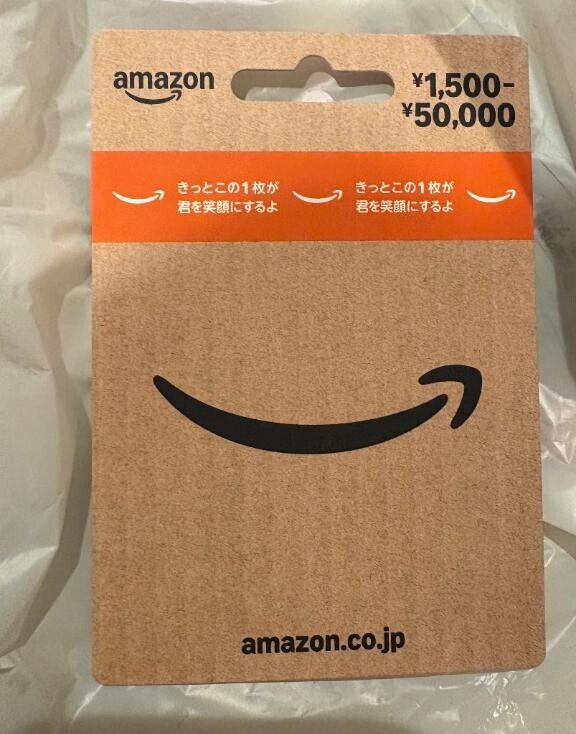 amazon
¥1,500-
¥50,000
きっとこの1枚が
君を笑顔にするよ
きっとこの1枚が
君を笑顔にするよ
amazon.co.jp